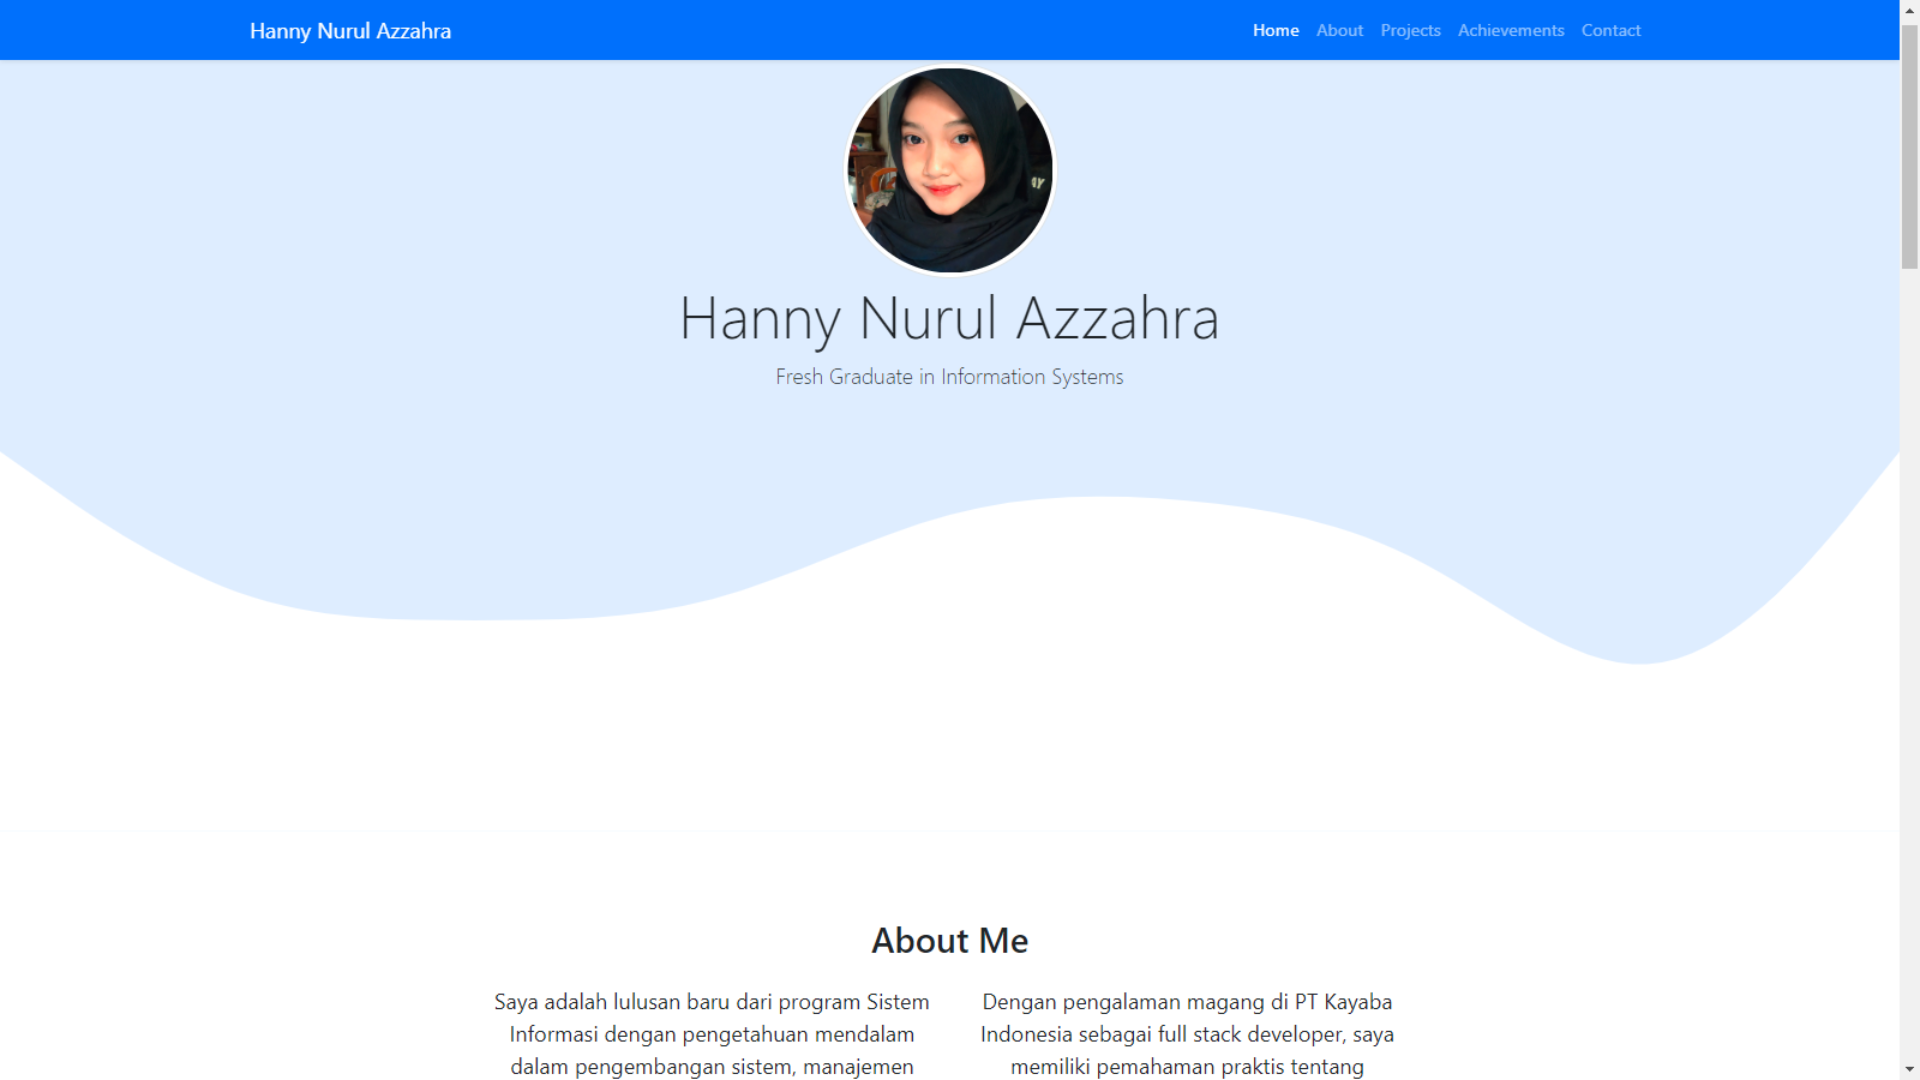 Hanny Nurul Azzahra
Home About Projects Achievements Contact
Hanny Nurul Azzahra
Fresh Graduate in Information Systems
About Me
Saya adalah lulusan baru dari program Sistem
Informasi dengan pengetahuan mendalam
dalam pengembangan sistem, manajemen
Dengan pengalaman magang di PT Kayaba
Indonesia sebagai full stack developer, saya
memiliki pemahaman praktis tentang